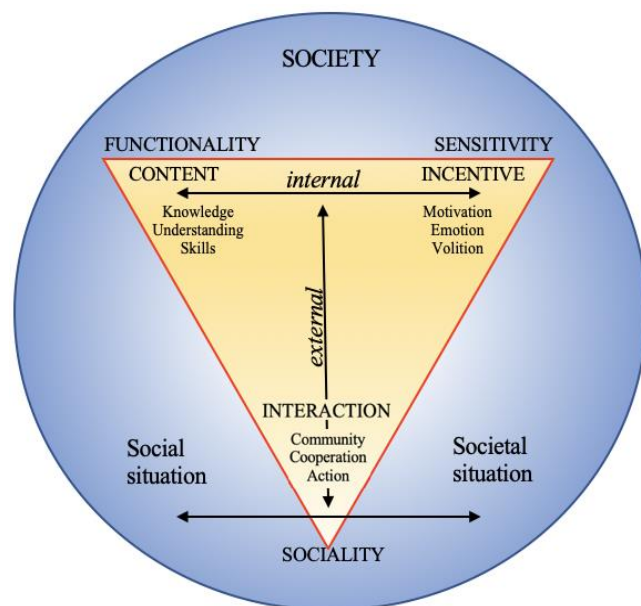 SOCIETY
FUNCTIONALITY
SENSITIVITY
CONTENT
internal
INCENTIVE
Knowledge
Understanding
Skills
Motivation
Emotion
Volition
external
INTERACTION
Community
Cooperation
Action
Social
situation
Societal
situation
SOCIALITY